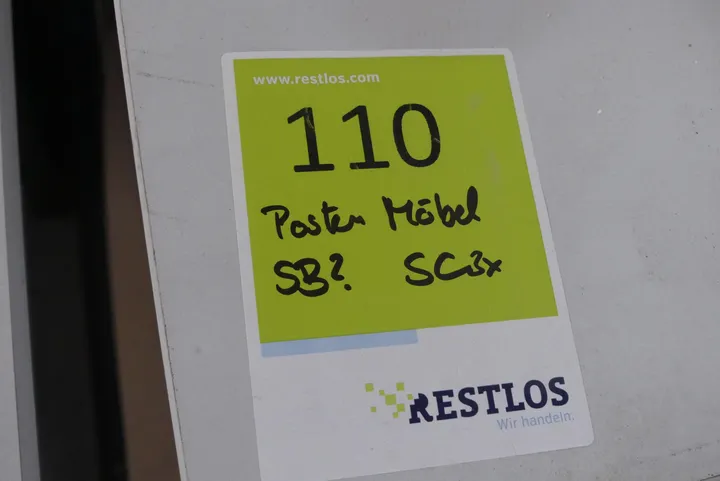 www.restlos.com
110
Posten Möbel
SB? SC3x
RESTLOS
Wir handeln.